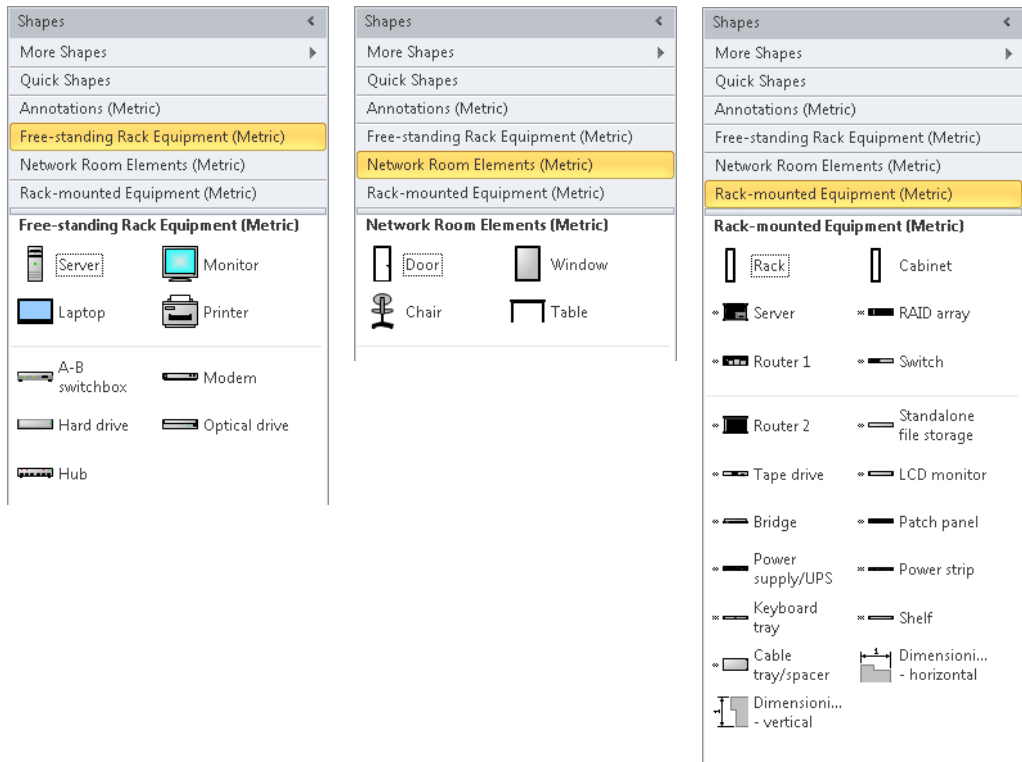 Shapes
More Shapes
Quick Shapes
Annotations (Metric)
Free-standing Rack Equipment (Metric)
Network Room Elements (Metric)
Rack-mounted Equipment (Metric)
Free-standing Rack Equipment (Metric)
Server
Monitor
Laptop
Printer
A-B
switchbox
Modem
Hard drive
Optical drive
Hub
Shapes
More Shapes
Quick Shapes
Annotations (Metric)
Free-standing Rack Equipment (Metric)
Network Room Elements (Metric)
Rack-mounted Equipment (Metric)
Network Room Elements (Metric)
Door
Window
Chair
Table
Shapes
More Shapes
Quick Shapes
Annotations (Metric)
Free-standing Rack Equipment (Metric)
Network Room Elements (Metric)
Rack-mounted Equipment (Metric)
Rack-mounted Equipment (Metric)
Rack
Cabinet
Server
RAID array
Router 1
Switch
Router 2
Standalone
file storage
Tape drive
LCD monitor
Bridge
Patch panel
Power
supply/UPS
Power strip
Keyboard
tray
Shelf
Cable
tray/spacer
1
Dimensioni...
- horizontal
1
Dimensioni...
- vertical